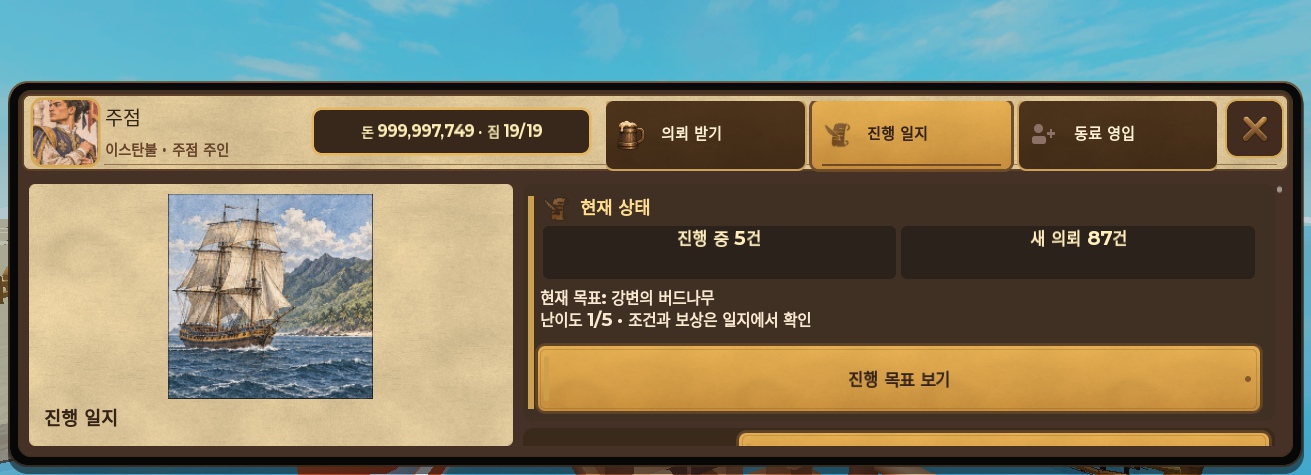 주점
이스탄불 • 주점 주인
돈 999,997,749 · 짐 19/19
의뢰 받기
진행 일지
동료 영입
진행 일지
현재 상태
진행 중 5건
새 의뢰 87건
현재 목표: 강변의 버드나무
난이도 1/5 • 조건과 보상은 일지에서 확인
진행 목표 보기